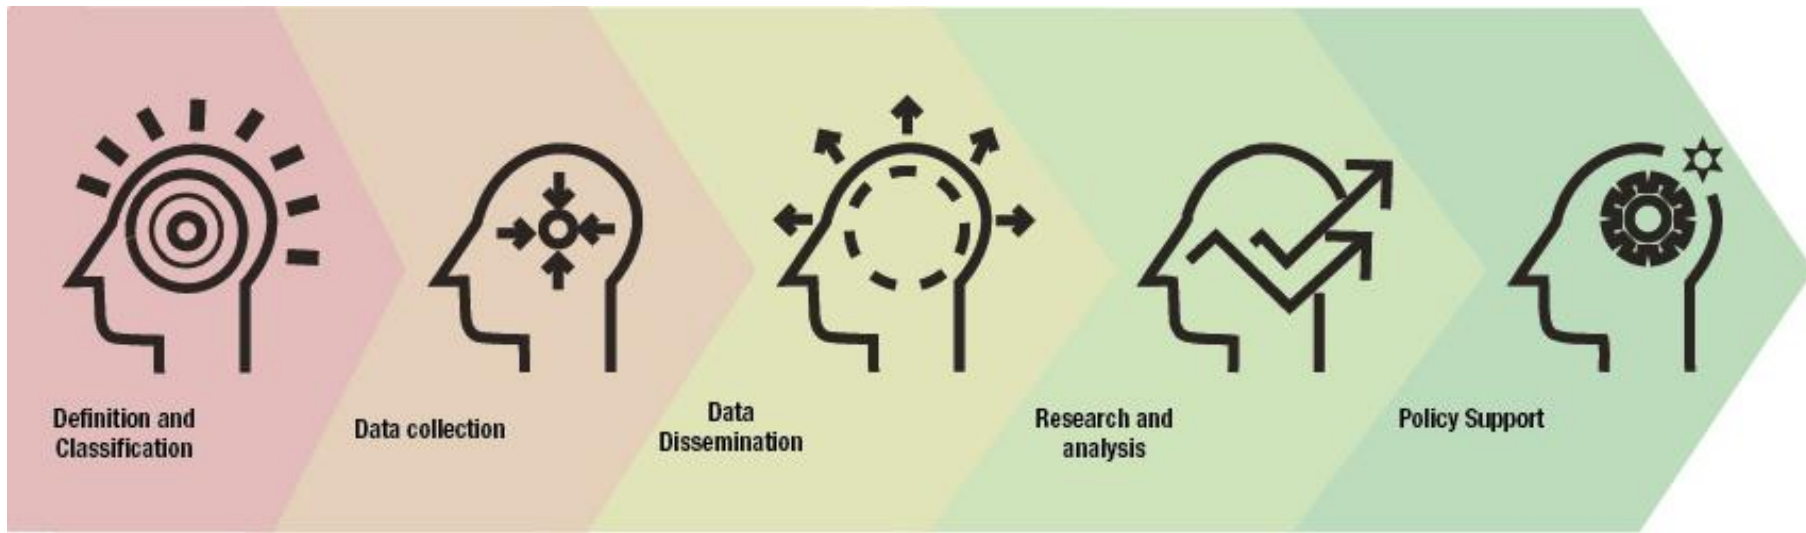 Definition and
Classification
Data collection
Data
Dissemination
Research and
analysis
Policy Support